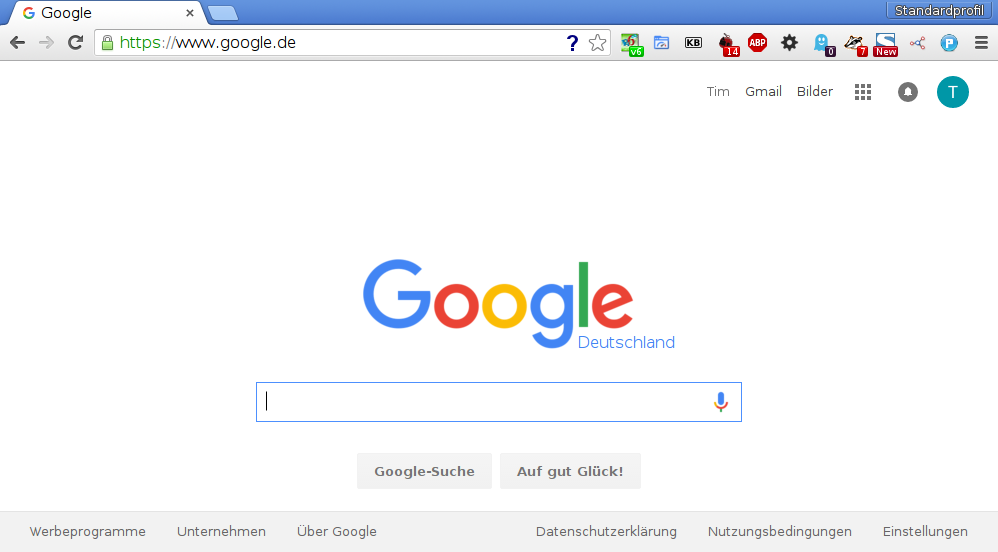 Google
Standardprofil
https://www.google.de
?
v6
KB
14
ABP
0
7
New
P
Tim Gmail Bilder T
Google
Deutschland
Google-Suche Auf gut Glück!
Werbeprogramme Unternehmen Über Google Datenschutzerklärung Nutzungsbedingungen Einstellungen